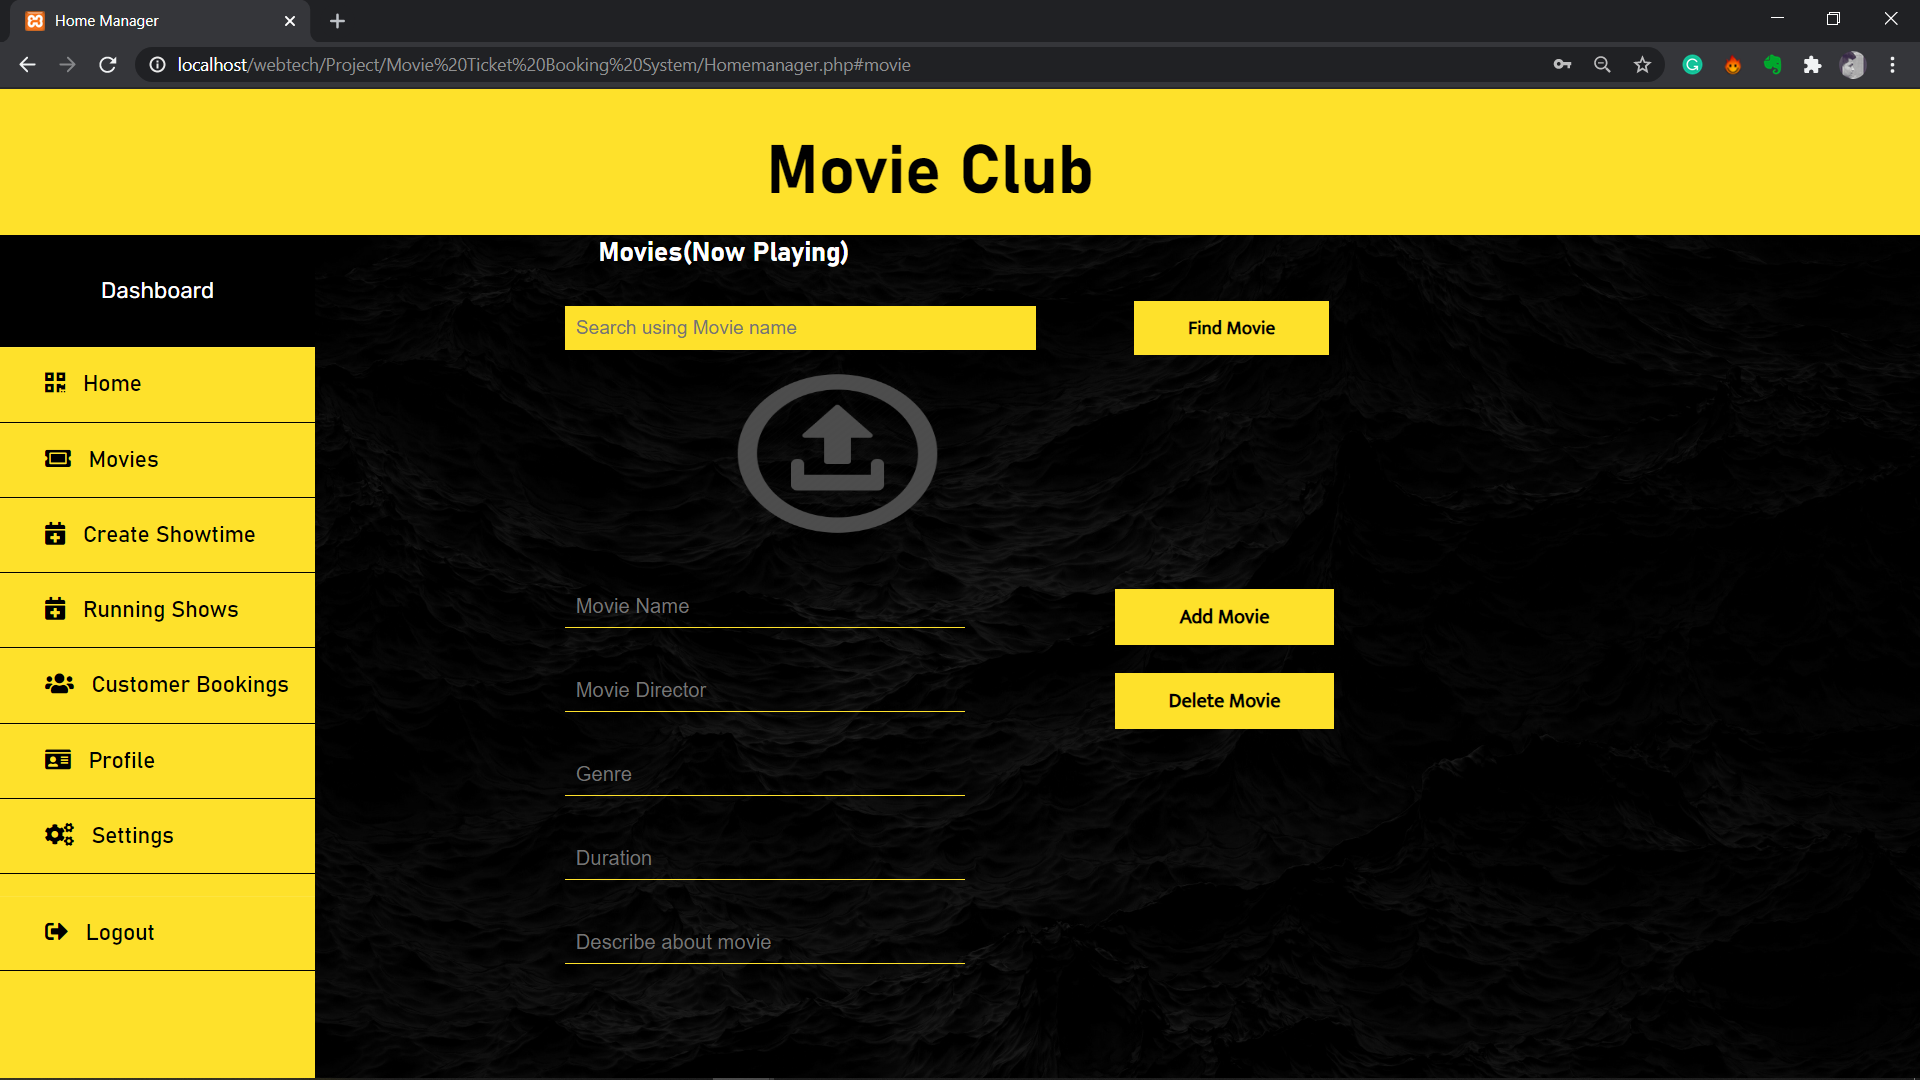 Home Manager
localhost/webtech/Project/Movie%20Ticket%20Booking%20System/Homemanager.php#movie
Movie Club
Movies(Now Playing)
Dashboard
Search using Movie name
Find Movie
Home
Movies
Create Showtime
Running Shows
Customer Bookings
Profile
Settings
Logout
Movie Name
Add Movie
Movie Director
Delete Movie
Genre
Duration
Describe about movie